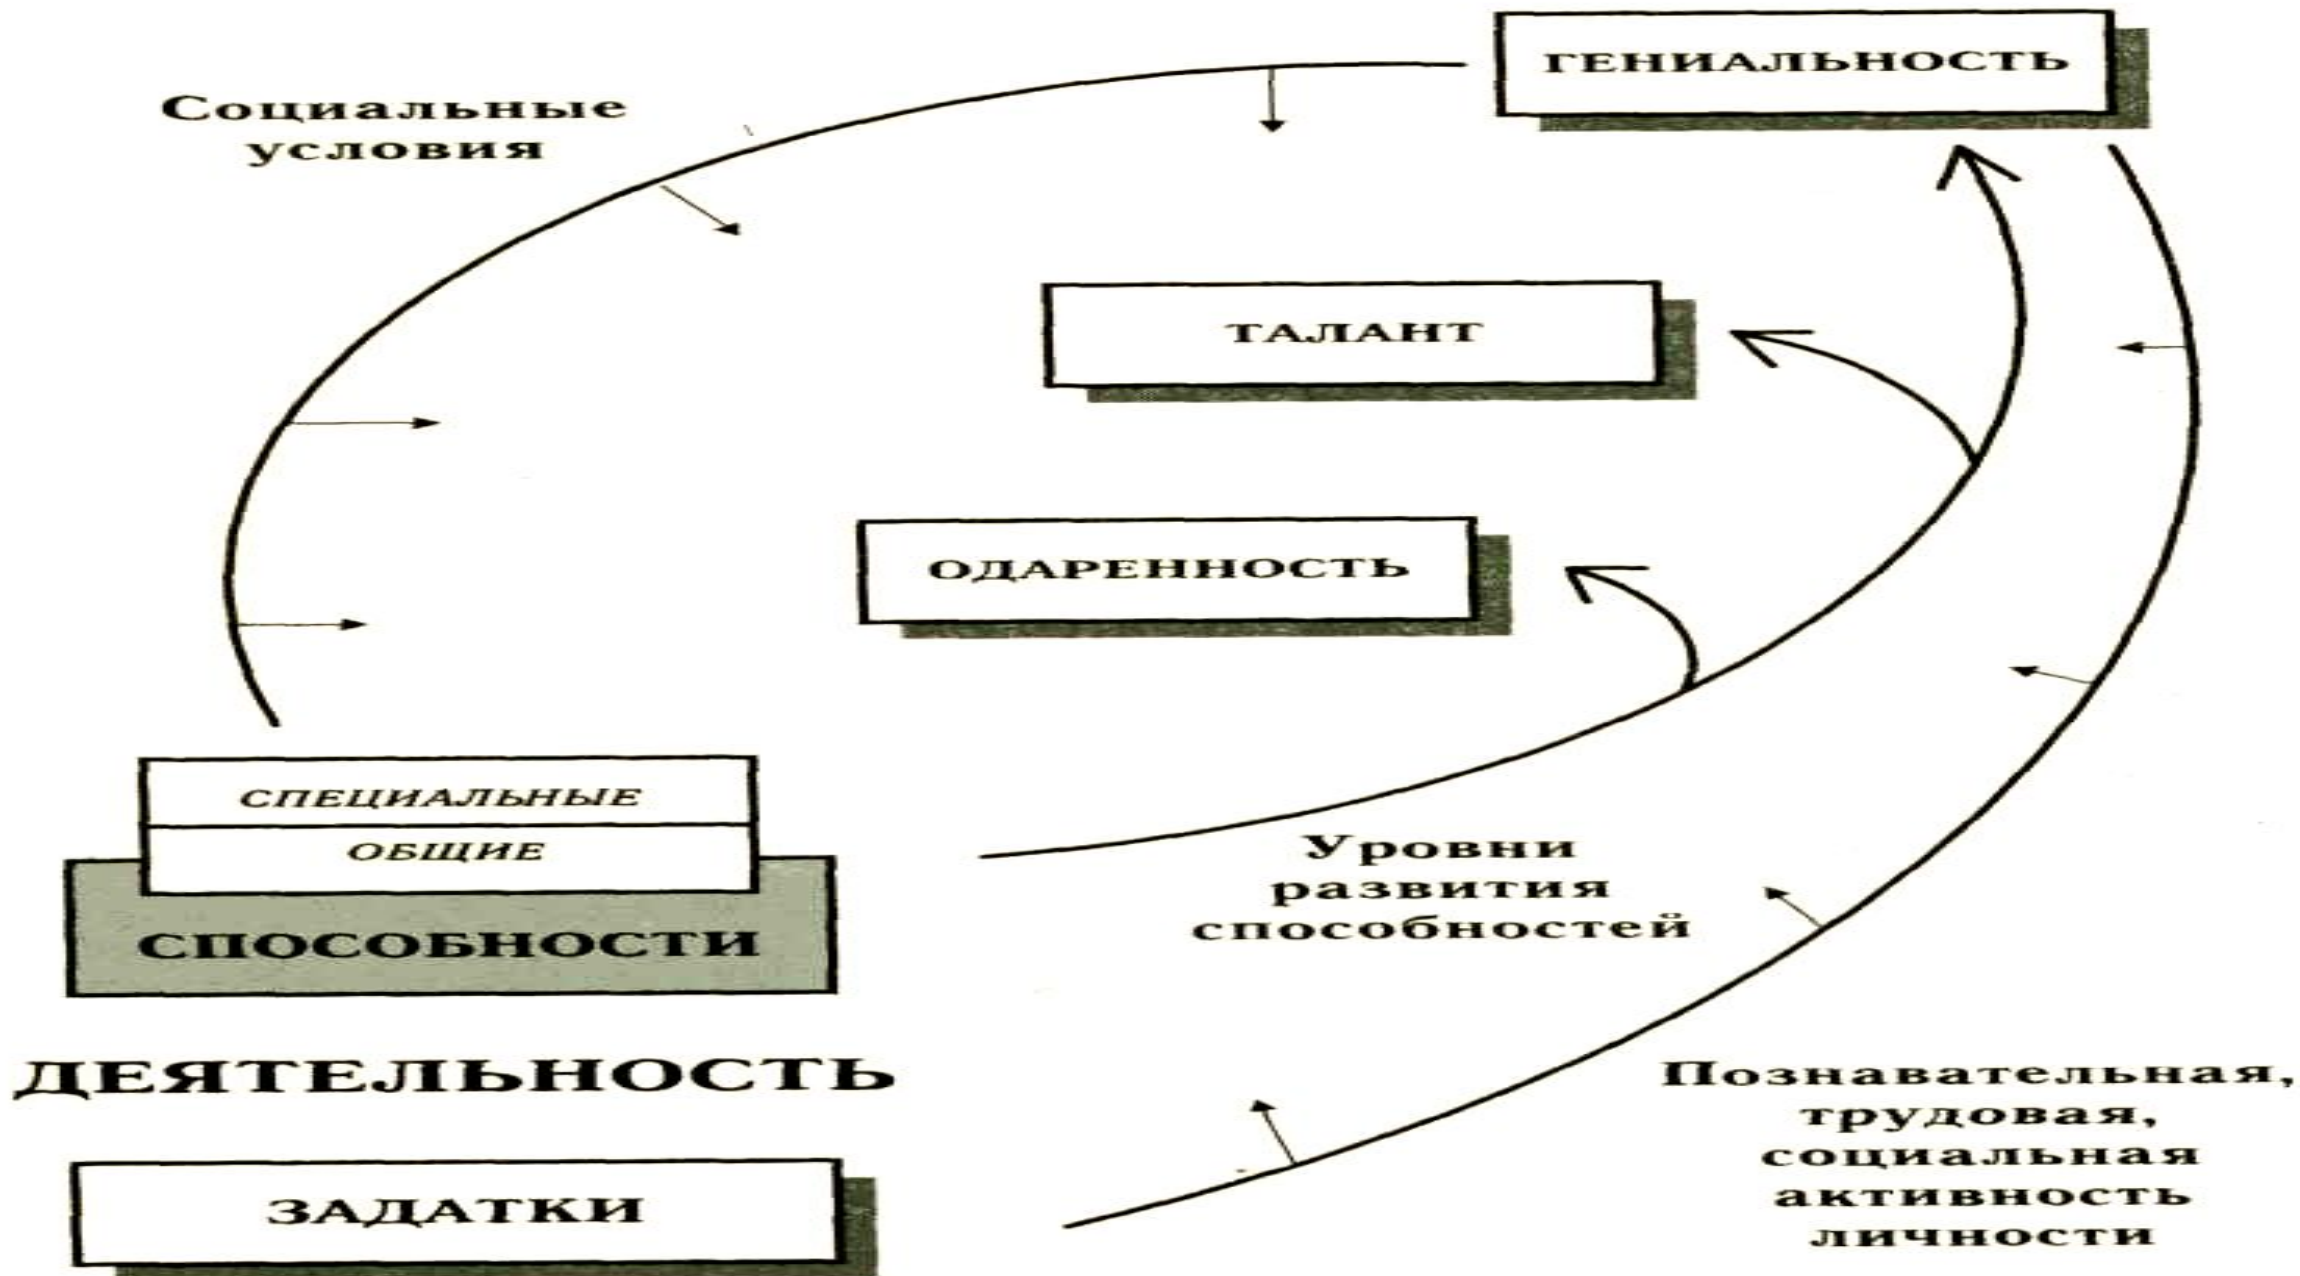 ГЕНИАЛЬНОСТЬ
Социальные
условия
ТАЛАНТ
ОДАРЕННОСТЬ
СПЕЦИАЛЬНЫЕ
ОБЩИЕ
СПОСОБНОСТИ
Уровни
развития
способностей
ДЕЯТЕЛЬНОСТЬ
ЗАДАТКИ
Познавательная,
трудовая,
социальная
активность
личности